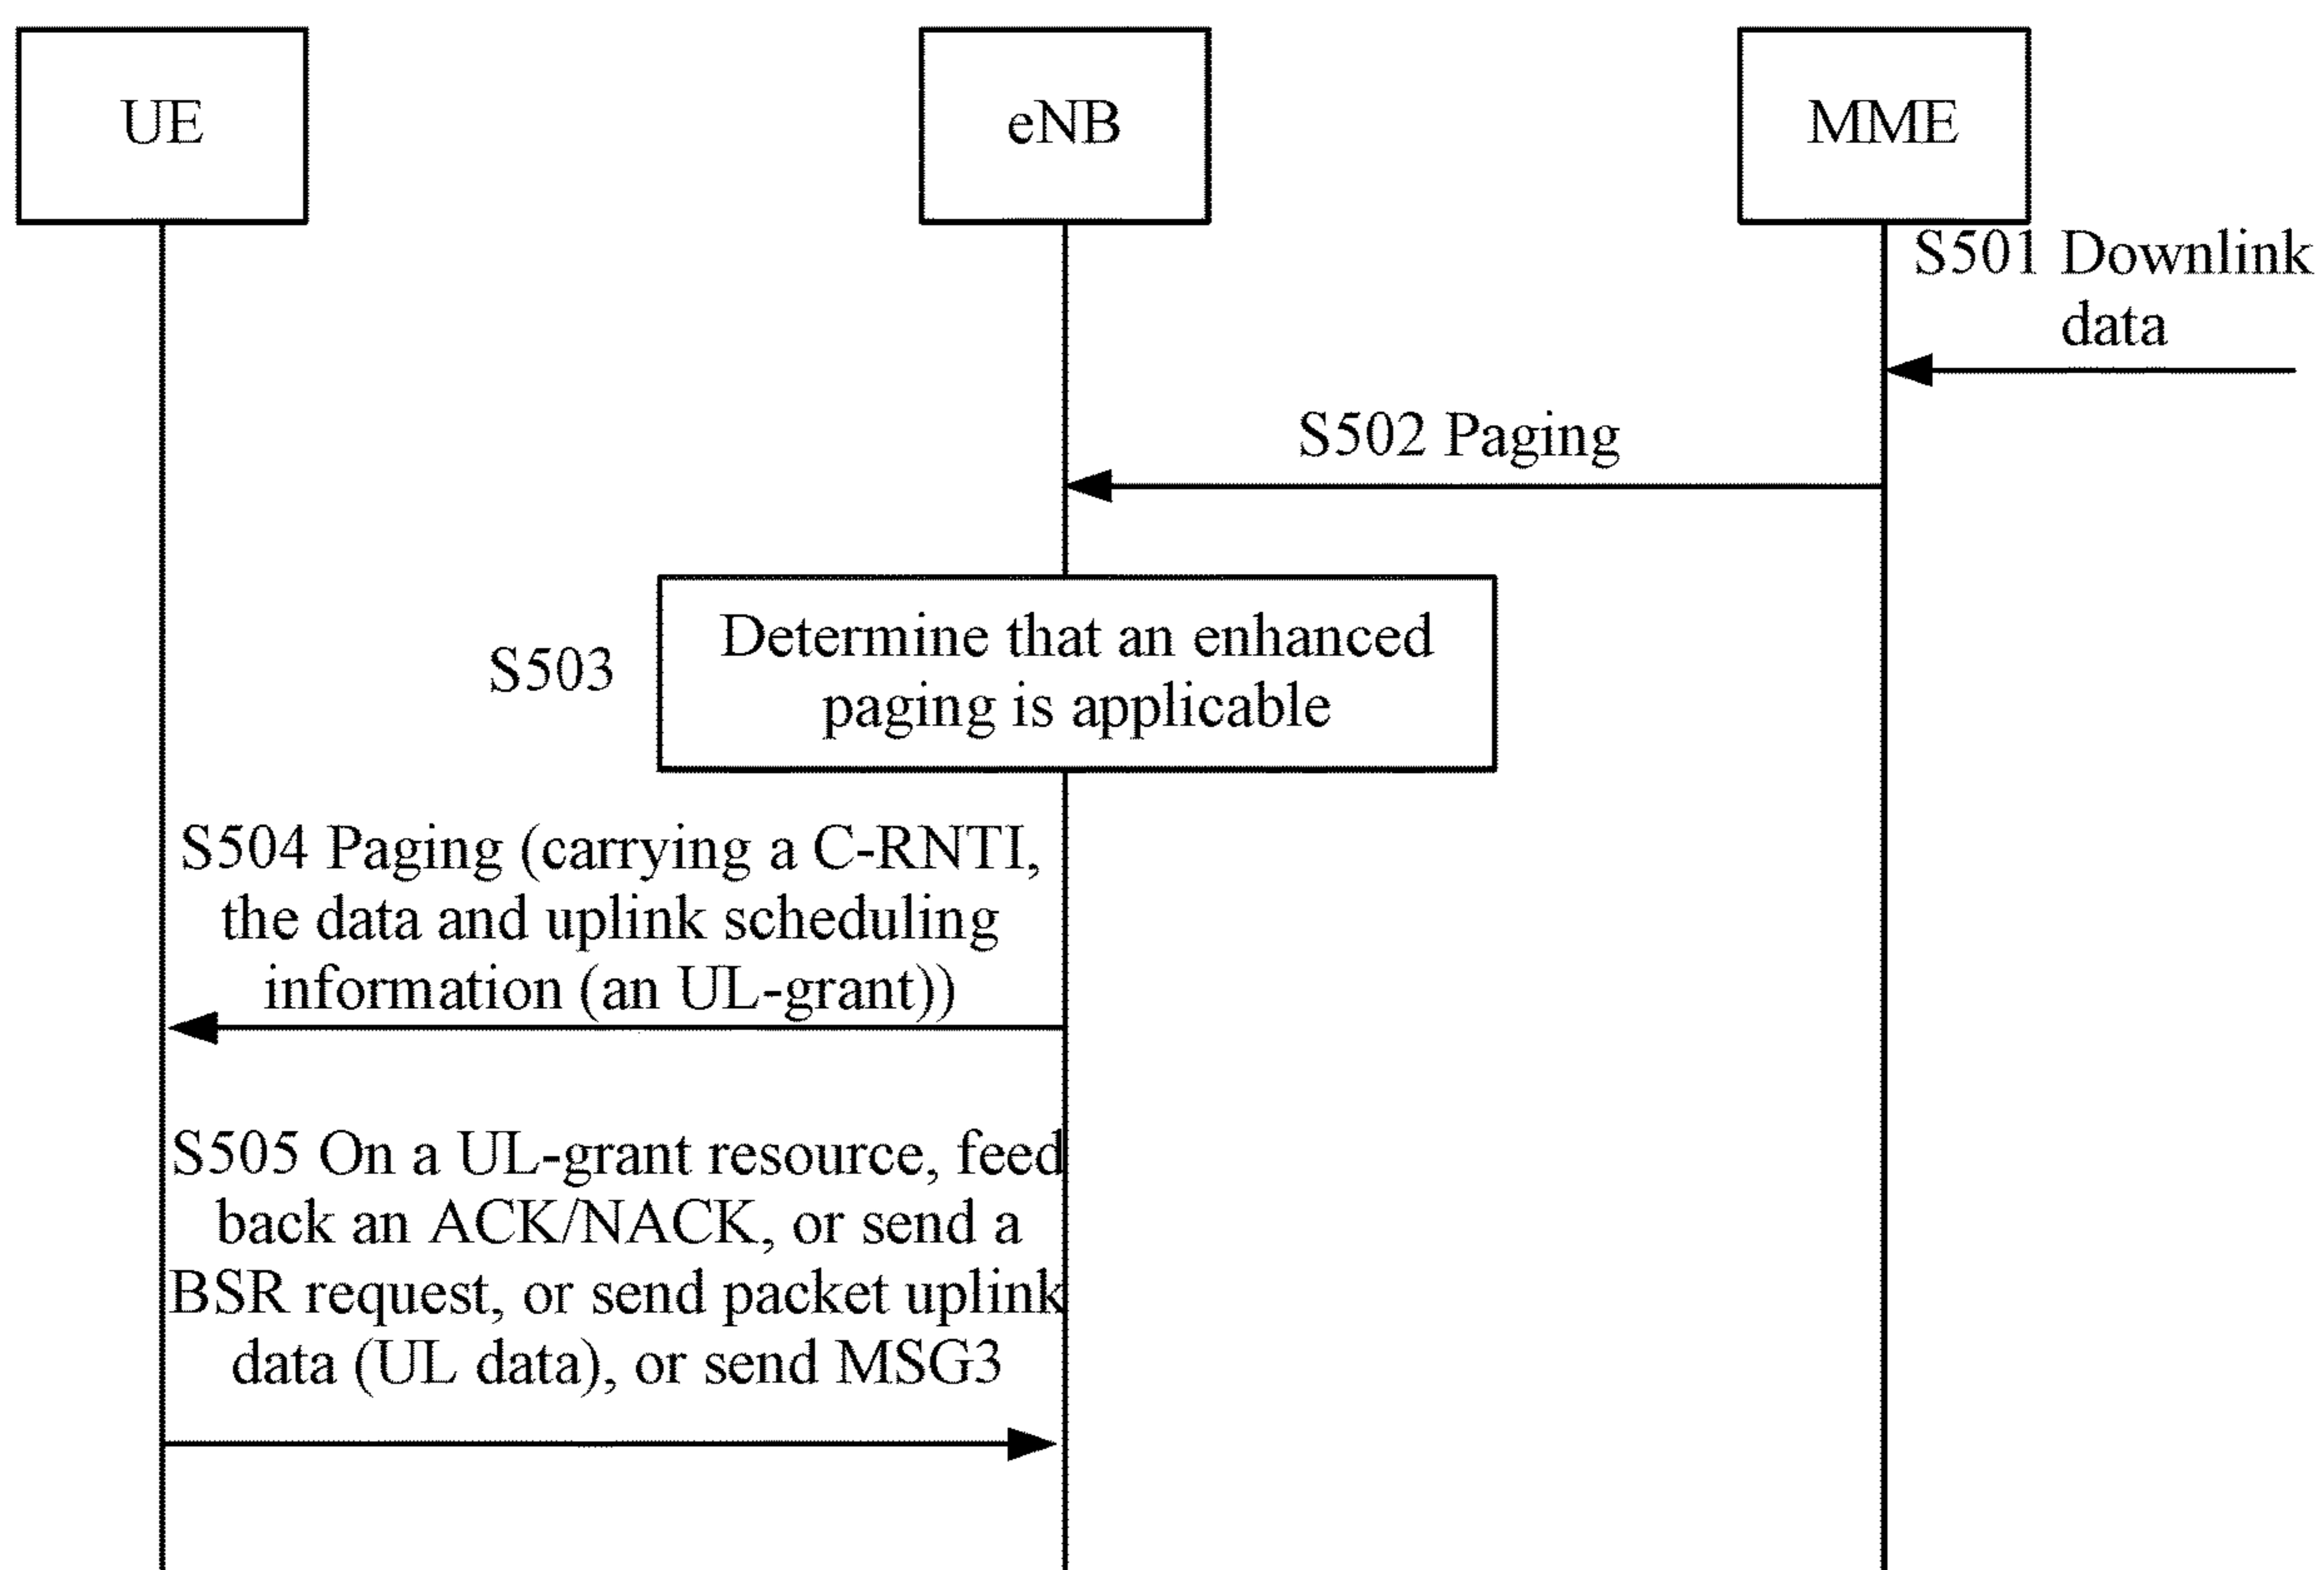 UE
eNB
MME
S501 Downlink
data
S502 Paging
S503
Determine that an enhanced
paging is applicable
S504 Paging (carrying a C-RNTI,
the data and uplink scheduling
information (an UL-grant))
S505 On a UL-grant resource, feed
back an ACK/NACK, or send a
BSR request, or send packet uplink
data (UL data), or send MSG3